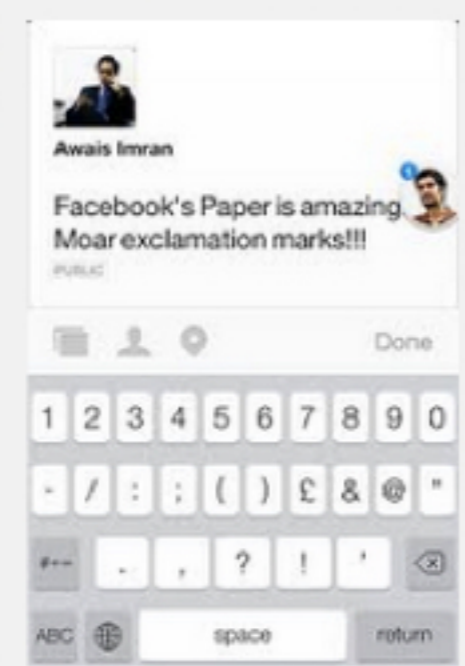 Awais Imran
1
Facebook's Paper is amazing.
Moar exclamation marks!!!
PUBLIC
Done
1 2 3 4 5 6 7 8 9 0
- / : ; ( ) £ & @ "
#+= . , ? ! '
ABC space return